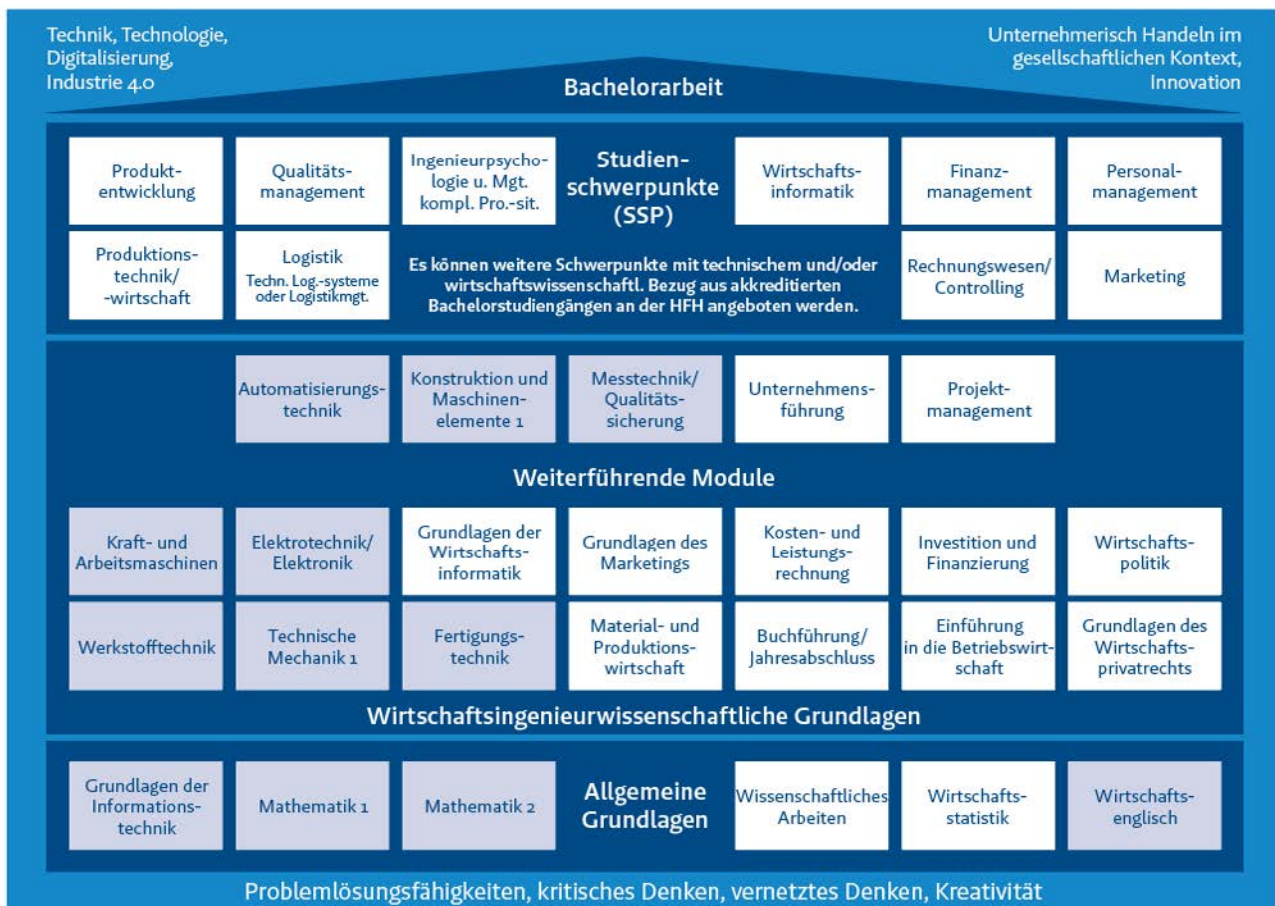 Technik, Technologie,
Digitalisierung,
Industrie 4.0
Unternehmerisch Handeln im
gesellschaftlichen Kontext,
Innovation
Bachelorarbeit
Produkt-
entwicklung
Qualitäts-
management
Ingenieurpsycho-
logie u. Mgt.
kompl. Pro.-sit.
Studien-
schwerpunkte
(SSP)
Wirtschafts-
informatik
Finanz-
management
Personal-
management
Produktions-
technik/
-wirtschaft
Logistik
Techn. Log.-systeme
oder Logistikmgt.
Es können weitere Schwerpunkte mit technischem und/oder
wirtschaftswissenschaftl. Bezug aus akkreditierten
Bachelorstudiengängen an der HFH angeboten werden.
Rechnungswesen/
Controlling
Marketing
Automatisierungs-
technik
Konstruktion und
Maschinen-
elemente 1
Messtechnik/
Qualitäts-
sicherung
Unternehmens-
führung
Projekt-
management
Weiterführende Module
Kraft- und
Arbeitsmaschinen
Elektrotechnik/
Elektronik
Grundlagen der
Wirtschafts-
informatik
Grundlagen des
Marketings
Kosten- und
Leistungs-
rechnung
Investition und
Finanzierung
Wirtschafts-
politik
Werkstofftechnik
Technische
Mechanik 1
Fertigungs-
technik
Material- und
Produktions-
wirtschaft
Buchführung/
Jahresabschluss
Einführung
in die Betriebswirt-
schaft
Grundlagen des
Wirtschafts-
privatrechts
Wirtschaftsingenieurwissenschaftliche Grundlagen
Grundlagen der
Informations-
technik
Mathematik 1
Mathematik 2
Allgemeine
Grundlagen
Wissenschaftliches
Arbeiten
Wirtschafts-
statistik
Wirtschafts-
englisch
Problemlösungsfähigkeiten, kritisches Denken, vernetztes Denken, Kreativität